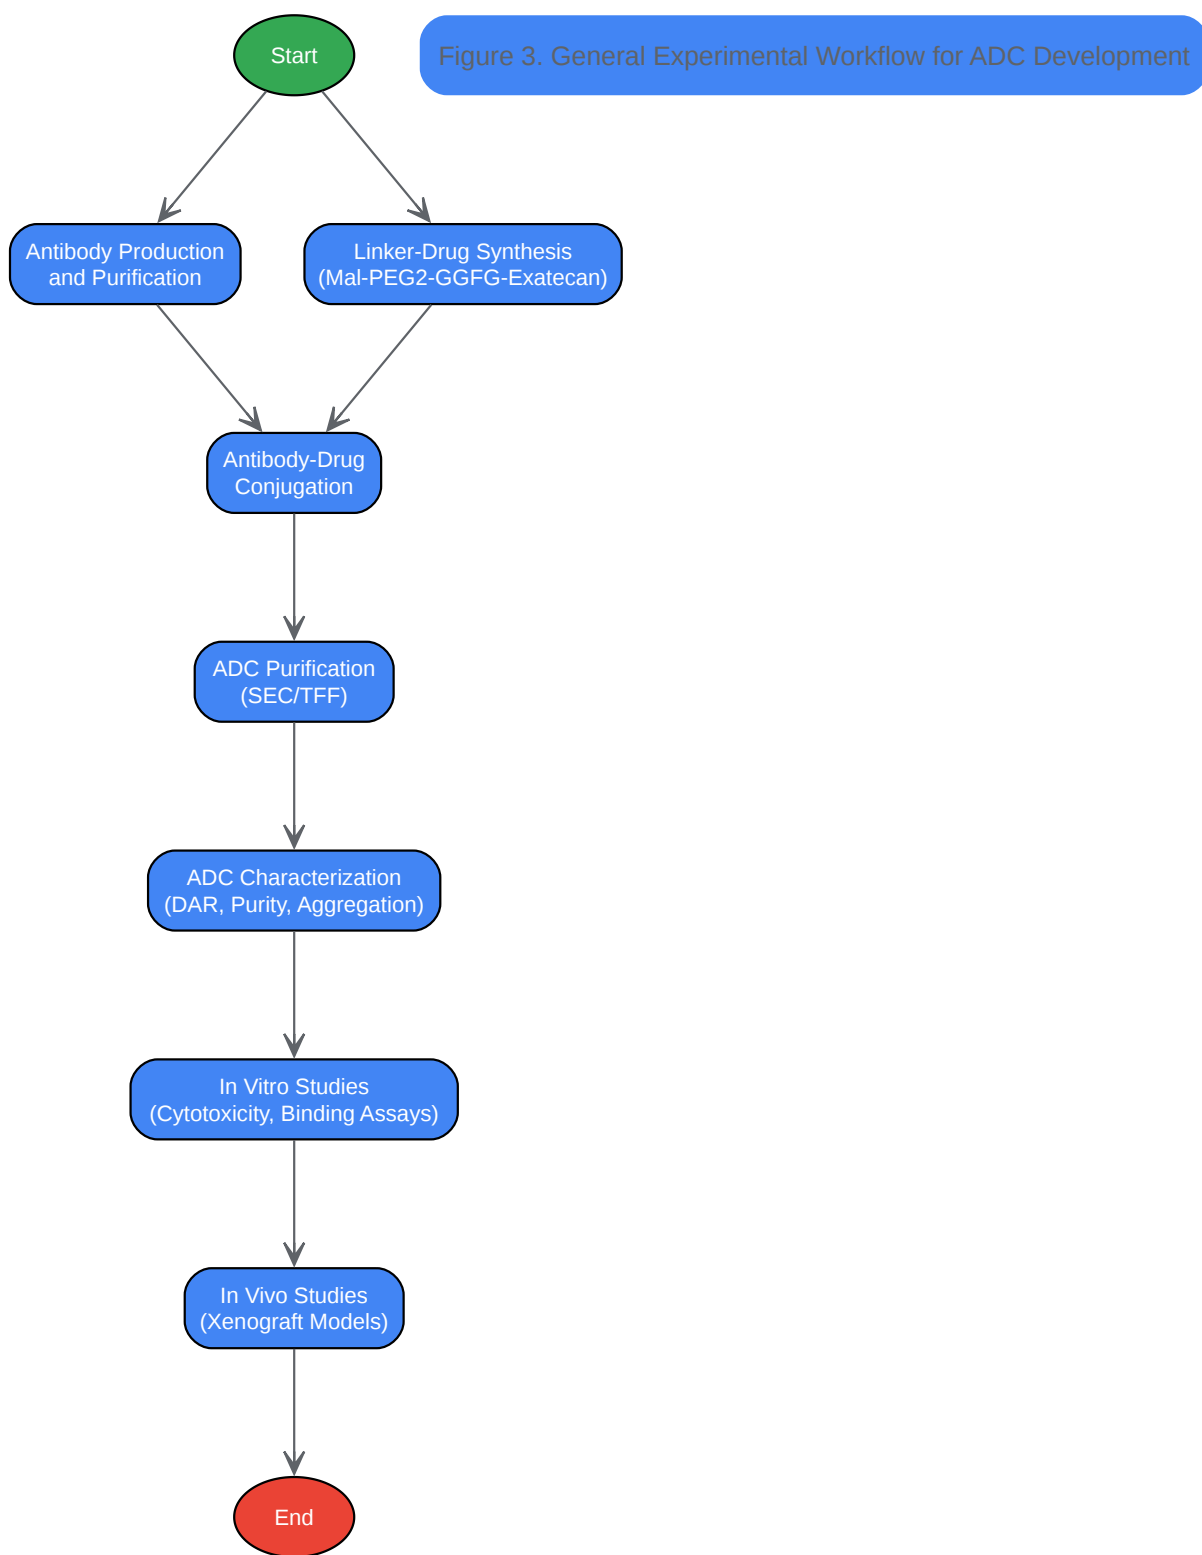 Start
Figure 3. General Experimental Workflow for ADC Development
Antibody Production
and Purification
Linker-Drug Synthesis
(Mal-PEG2-GGFG-Exatecan)
Antibody-Drug
Conjugation
ADC Purification
(SEC/TFF)
ADC Characterization
(DAR, Purity, Aggregation)
In Vitro Studies
(Cytotoxicity, Binding Assays)
In Vivo Studies
(Xenograft Models)
End